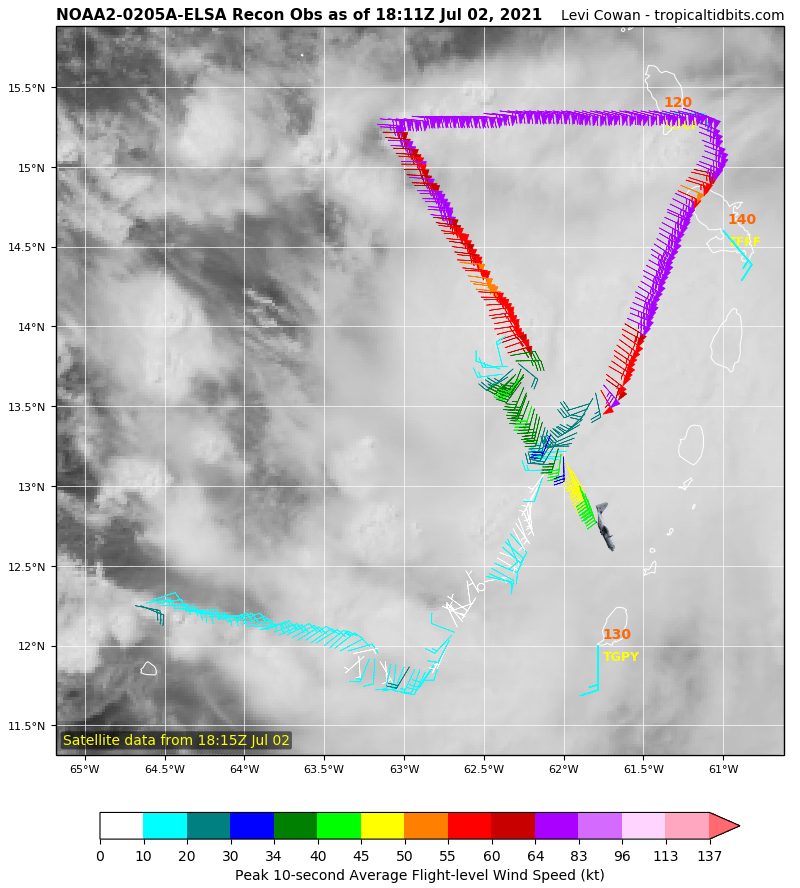 NOAA2-0205A-ELSA Recon Obs as of 18:11Z Jul 02, 2021 Levi Cowan - tropicaltidbits.com
15.5°N
120
15°N
140
14.5°N
14°N
13.5°N
13°N
12.5°N
12°N
130
TGPY
11.5°N
Satellite data from 18:15Z Jul 02
65°W 64.5°W 64°W 63.5°W 63°W 62.5°W 62°W 61.5°W 61°W
0 10 20 30 34 40 45 50 55 60 64 83 96 113 137
Peak 10-second Average Flight-level Wind Speed (kt)